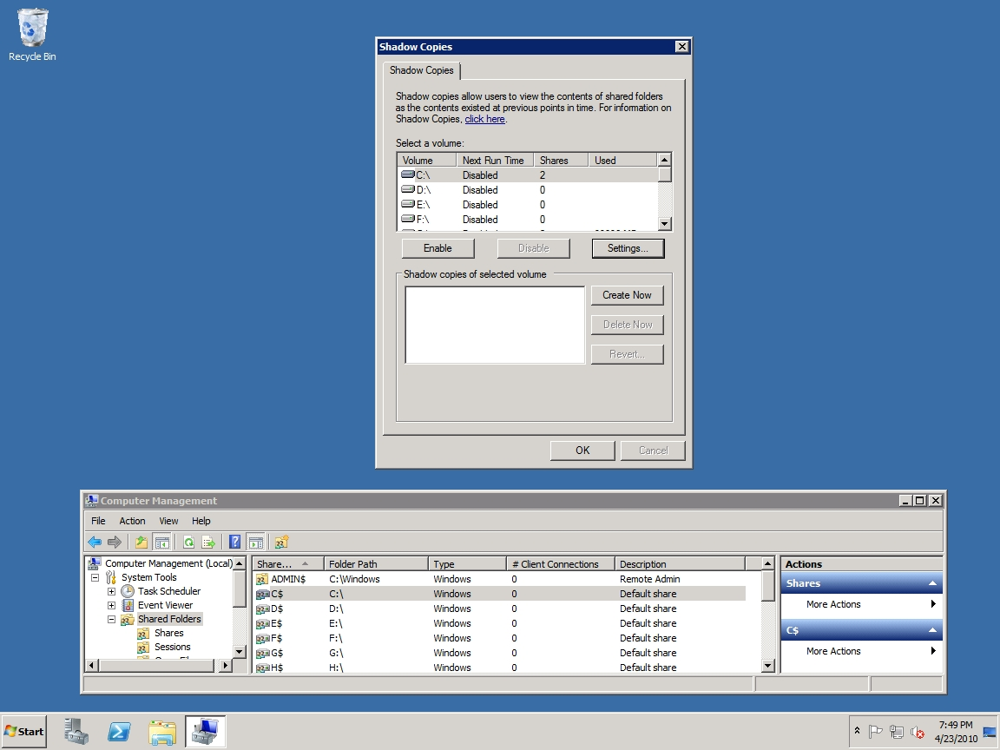 Recycle Bin
Shadow Copies
Shadow Copies
Shadow copies allow users to view the contents of shared folders
as the contents existed at previous points in time. For information on
Shadow Copies, click here.
Select a volume:
Volume Next Run Time Shares Used
C:\ Disabled 2
D:\ Disabled 0
E:\ Disabled 0
F:\ Disabled 0
Enable Disable Settings...
Shadow copies of selected volume
Create Now
Delete Now
Revert...
OK Cancel
Computer Management
File Action View Help
Computer Management (Local)
System Tools
Task Scheduler
Event Viewer
Shared Folders
Shares
Sessions
Share... Folder Path Type # Client Connections Description
ADMIN$ C:\Windows Windows 0 Remote Admin
C$ C:\ Windows 0 Default share
D$ D:\ Windows 0 Default share
E$ E:\ Windows 0 Default share
F$ F:\ Windows 0 Default share
G$ G:\ Windows 0 Default share
H$ H:\ Windows 0 Default share
Actions
Shares
More Actions
C$
More Actions
Start
7:49 PM
4/23/2010